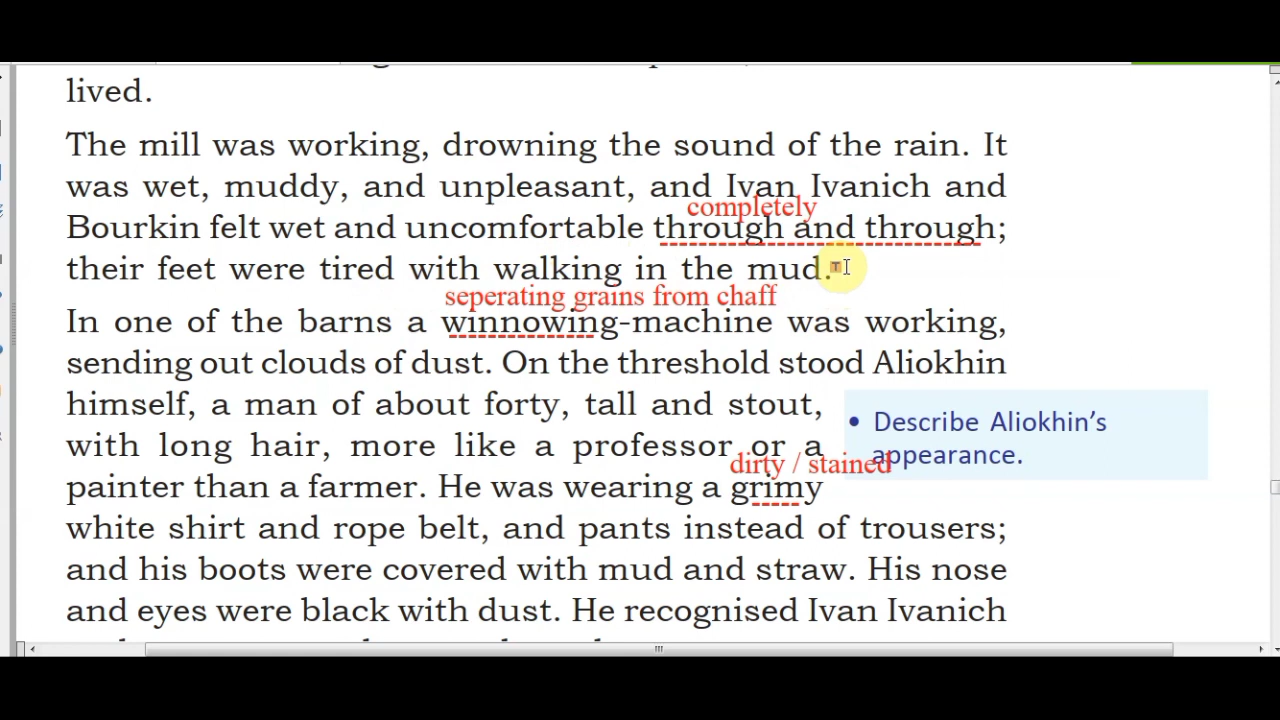 lived.
The mill was working, drowning the sound of the rain. It
was wet, muddy, and unpleasant, and Ivan Ivanich and
completely
Bourkin felt wet and uncomfortable through and through;
their feet were tired with walking in the mud.
seperating grains from chaff
In one of the barns a winnowing-machine was working,
sending out clouds of dust. On the threshold stood Aliokhin
himself, a man of about forty, tall and stout,
with long hair, more like a professor or a
dirty / stained
painter than a farmer. He was wearing a grimy
• Describe Aliokhin's
appearance.
white shirt and rope belt, and pants instead of trousers;
and his boots were covered with mud and straw. His nose
and eyes were black with dust. He recognised Ivan Ivanich